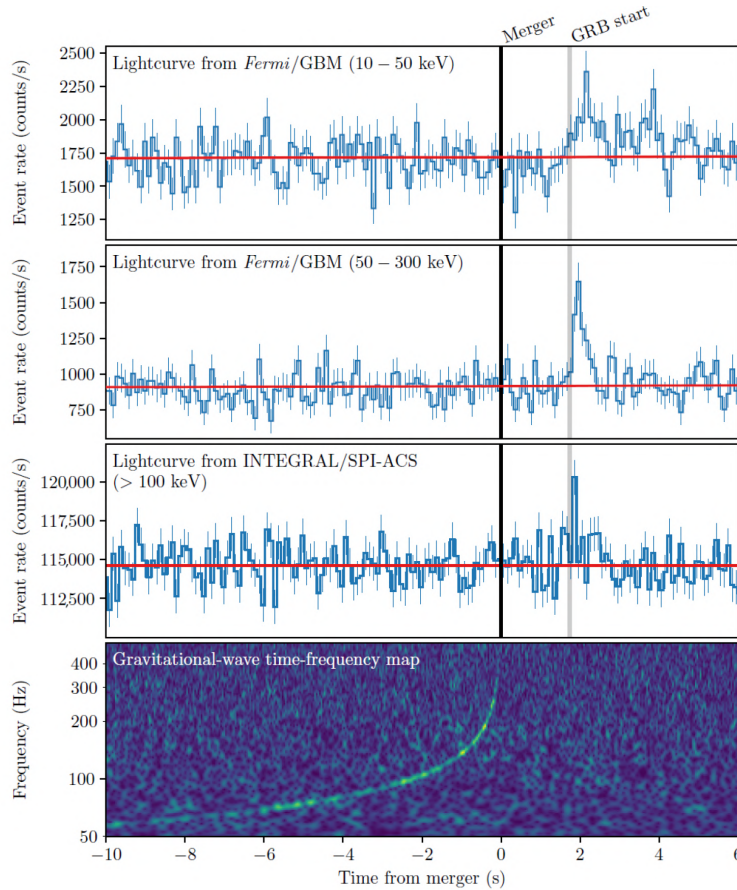 Merger
GRB start
Lightcurve from Fermi/GBM (10 − 50 keV)
Event rate (counts/s)
2500
2250
2000
1750
1500
1250
Lightcurve from Fermi/GBM (50 − 300 keV)
Event rate (counts/s)
1750
1500
1250
1000
750
Lightcurve from INTEGRAL/SPI-ACS
(> 100 keV)
Event rate (counts/s)
120,000
117,500
115,000
112,500
Gravitational-wave time-frequency map
Frequency (Hz)
400
300
200
100
50
−10 −8 −6 −4 −2 0 2 4 6
Time from merger (s)